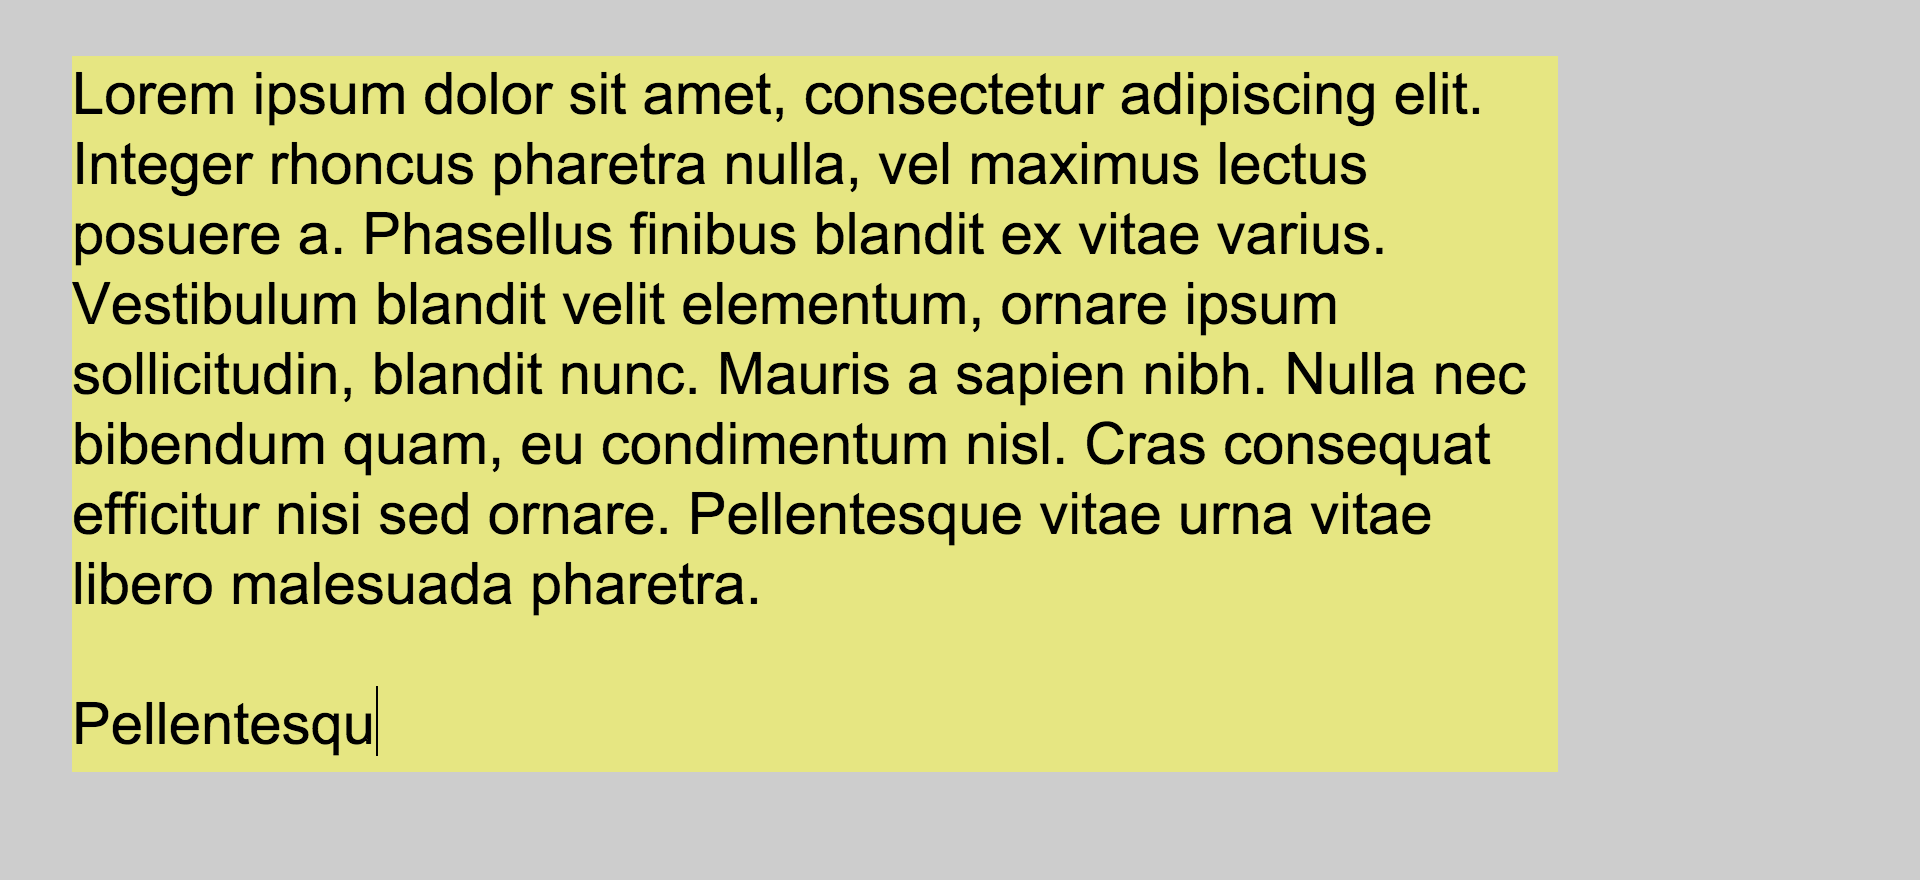 Lorem ipsum dolor sit amet, consectetur adipiscing elit.
Integer rhoncus pharetra nulla, vel maximus lectus
posuere a. Phasellus finibus blandit ex vitae varius.
Vestibulum blandit velit elementum, ornare ipsum
sollicitudin, blandit nunc. Mauris a sapien nibh. Nulla nec
bibendum quam, eu condimentum nisl. Cras consequat
efficitur nisi sed ornare. Pellentesque vitae urna vitae
libero malesuada pharetra.

Pellentesqu